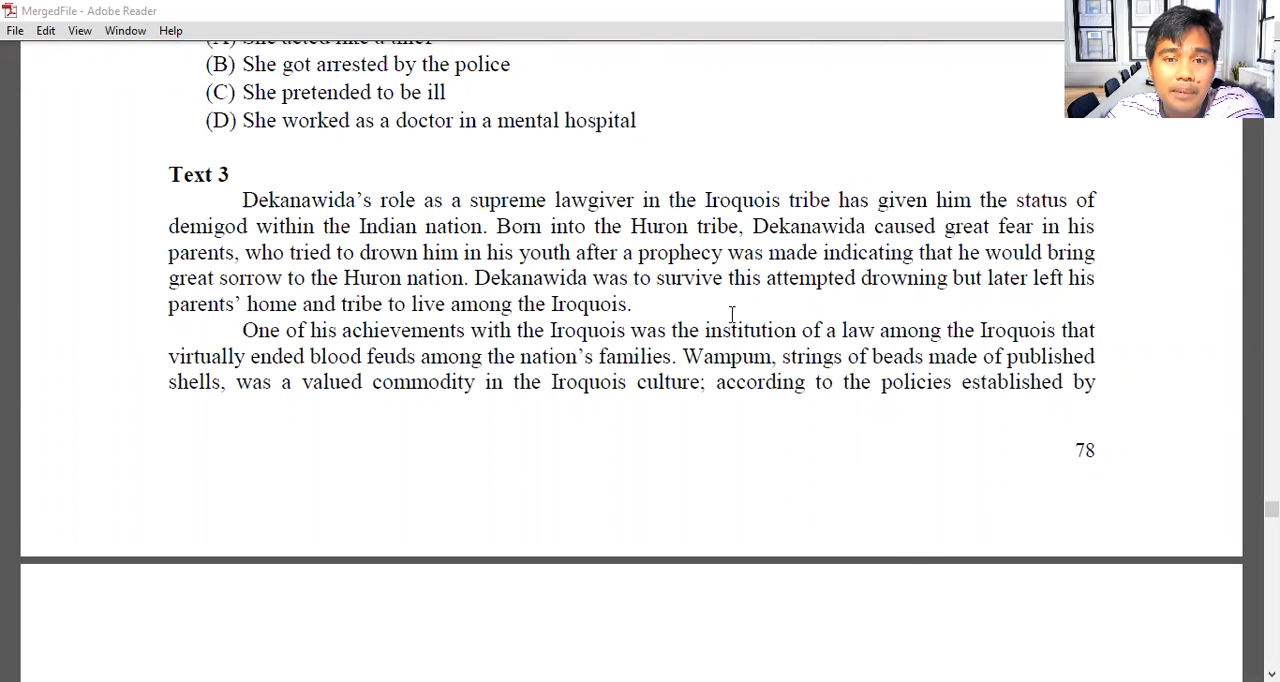 MergedFile - Adobe Reader
File Edit View Window Help
(A) She acted like a thief
(B) She got arrested by the police
(C) She pretended to be ill
(D) She worked as a doctor in a mental hospital
Text 3
Dekanawida's role as a supreme lawgiver in the Iroquois tribe has given him the status of
demigod within the Indian nation. Born into the Huron tribe, Dekanawida caused great fear in his
parents, who tried to drown him in his youth after a prophecy was made indicating that he would bring
great sorrow to the Huron nation. Dekanawida was to survive this attempted drowning but later left his
parents' home and tribe to live among the Iroquois.
One of his achievements with the Iroquois was the institution of a law among the Iroquois that
virtually ended blood feuds among the nation's families. Wampum, strings of beads made of published
shells, was a valued commodity in the Iroquois culture; according to the policies established by
78